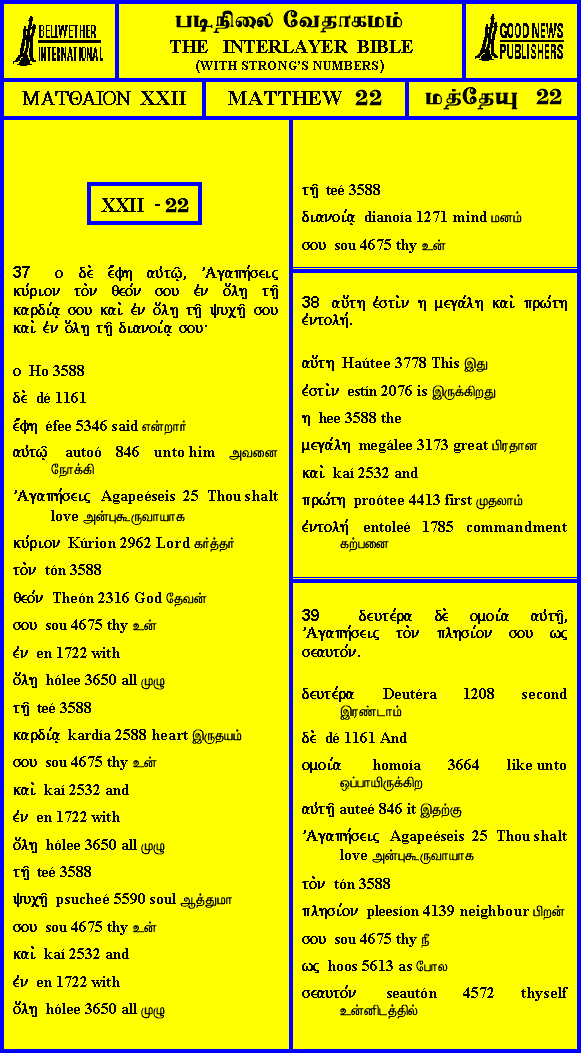 BELLWETHER
INTERNATIONAL
படிநிலை வேதாகமம்
THE INTERLAYER BIBLE
(WITH STRONG'S NUMBERS)
GOOD NEWS
PUBLISHERS
ΜΑΤΘΑΙΟΝ XXII
MATTHEW 22
மத்தேயு 22
XXII - 22
37 ο δὲ ἔφη αὐτῷ, Ἀγαπήσεις
κύριον τὸν θεόν σου ἐν ὅλῃ τῇ
καρδίᾳ σου καὶ ἐν ὅλῃ τῇ ψυχῇ σου
καὶ ἐν ὅλῃ τῇ διανοίᾳ σου·
ο Ho 3588
δὲ dé 1161
ἔφη éfee 5346 said என்றார்
αὐτῷ autoó 846 unto him அவனை
நோக்கி
Ἀγαπήσεις Agapeéseis 25 Thou shalt
love அன்புகூருவாயாக
κύριον Kúrion 2962 Lord கர்த்தர்
τὸν tón 3588
θεόν Theón 2316 God தேவன்
σου sou 4675 thy உன்
ἐν en 1722 with
ὅλῃ hólee 3650 all முழு
τῇ teé 3588
καρδίᾳ kardía 2588 heart இருதயம்
σου sou 4675 thy உன்
καὶ kaí 2532 and
ἐν en 1722 with
ὅλῃ hólee 3650 all முழு
τῇ teé 3588
ψυχῇ psucheé 5590 soul ஆத்துமா
σου sou 4675 thy உன்
καὶ kaí 2532 and
ἐν en 1722 with
ὅλῃ hólee 3650 all முழு
τῇ teé 3588
διανοίᾳ dianoía 1271 mind மனம்
σου sou 4675 thy உன்
38 αὕτη ἐστὶν η μεγάλη καὶ πρώτη
ἐντολή.
αὕτη Haútee 3778 This இது
ἐστὶν estín 2076 is இருக்கிறது
η hee 3588 the
μεγάλη megálee 3173 great பிரதான
καὶ kaí 2532 and
πρώτη proótee 4413 first முதலாம்
ἐντολή entoleé 1785 commandment
கற்பனை
39 δευτέρα δὲ ομοία αὐτῇ,
Ἀγαπήσεις τὸν πλησίον σου ως
σεαυτόν.
δευτέρα Deutéra 1208 second
இரண்டாம்
δὲ dé 1161 And
ομοία homoía 3664 like unto
ஒப்பாயிருக்கிற
αὐτῇ auteé 846 it இதற்கு
Ἀγαπήσεις Agapeéseis 25 Thou shalt
love அன்புகூருவாயாக
τὸν tón 3588
πλησίον pleesíon 4139 neighbour பிறன்
σου sou 4675 thy நீ
ως hoos 5613 as போல
σεαυτόν seautón 4572 thyself
உன்னிடத்தில்